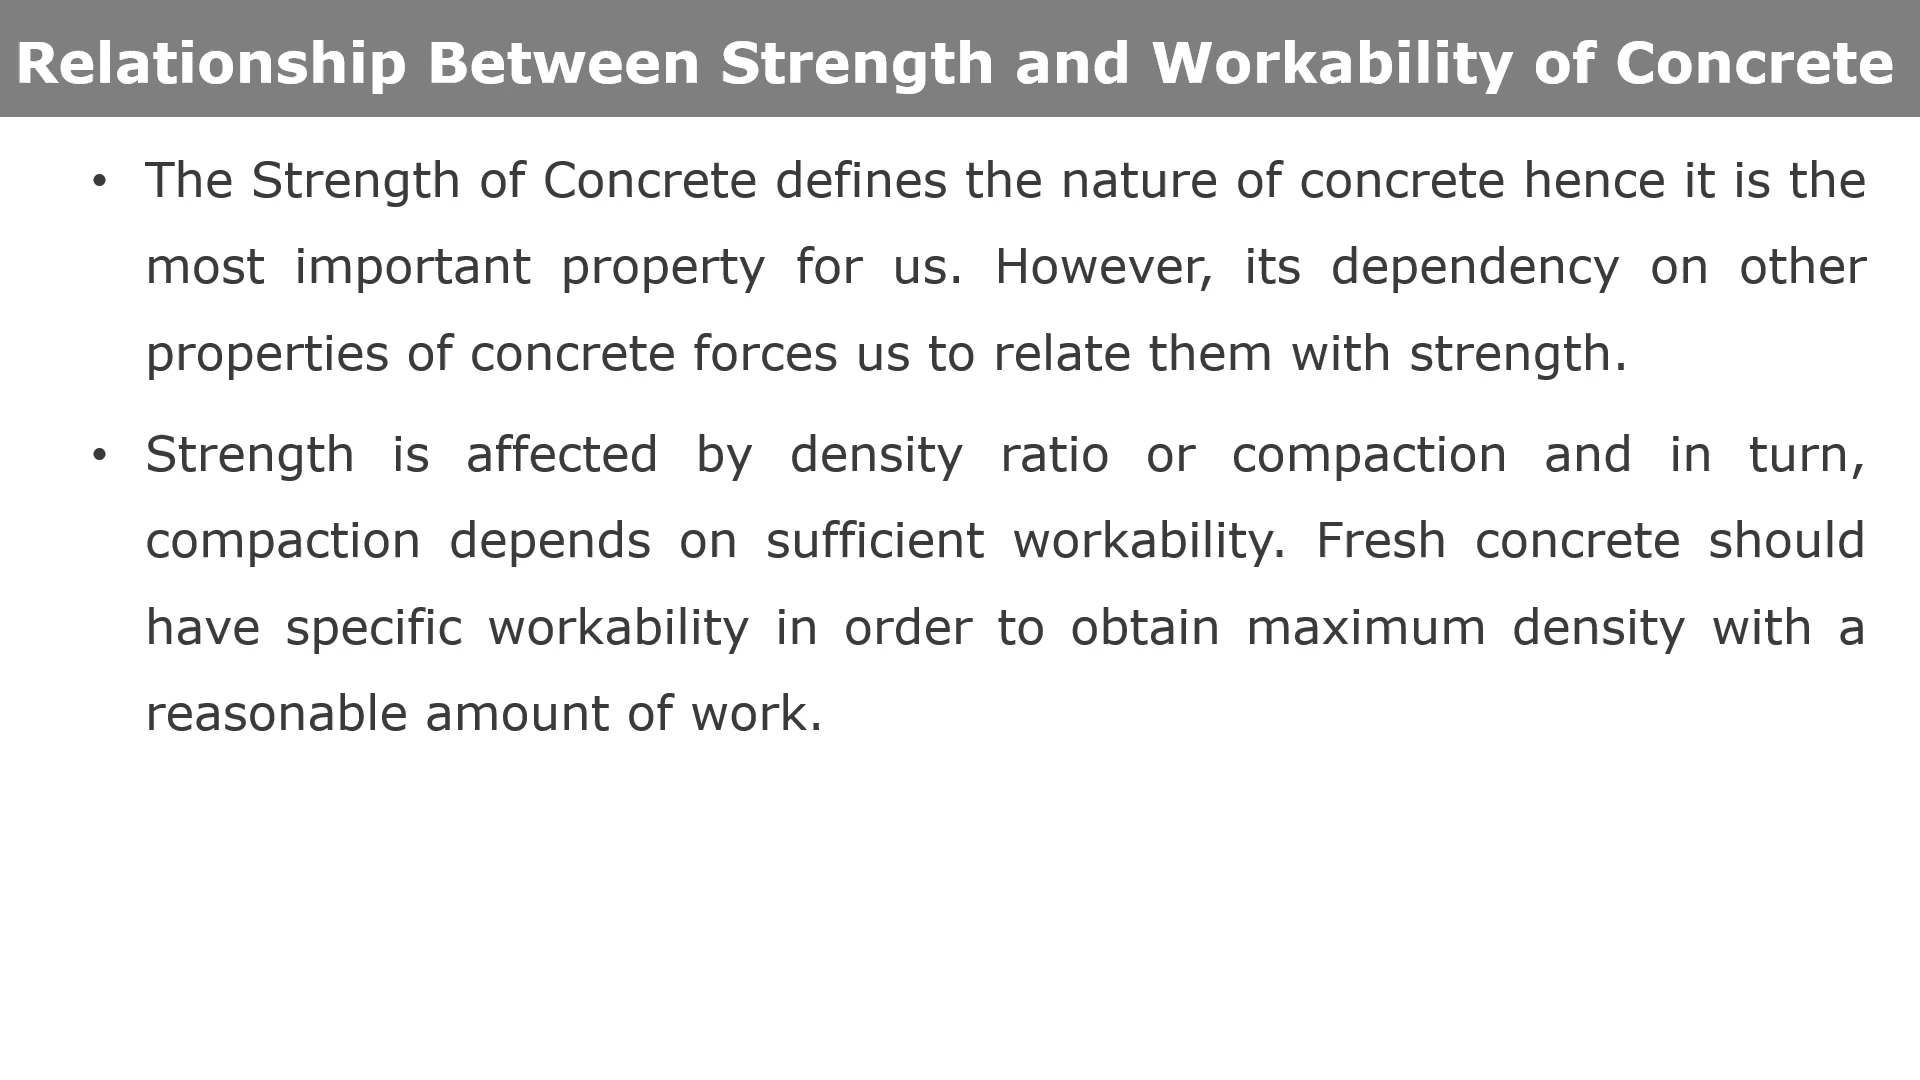 Relationship Between Strength and Workability of Concrete
• The Strength of Concrete defines the nature of concrete hence it is the
most important property for us. However, its dependency on other
properties of concrete forces us to relate them with strength.
• Strength is affected by density ratio or compaction and in turn,
compaction depends on sufficient workability. Fresh concrete should
have specific workability in order to obtain maximum density with a
reasonable amount of work.